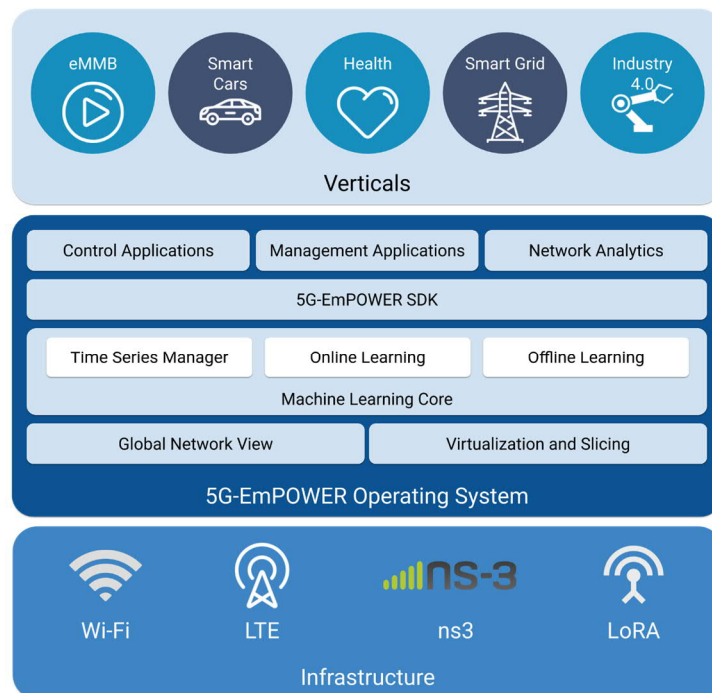 eMMB
Smart
Cars
Health
Smart Grid
Industry
4.0
Verticals
Control Applications
Management Applications
Network Analytics
5G-EmPOWER SDK
Time Series Manager
Online Learning
Offline Learning
Machine Learning Core
Global Network View
Virtualization and Slicing
5G-EmPOWER Operating System
ns-3
Wi-Fi
LTE
ns3
LoRA
Infrastructure